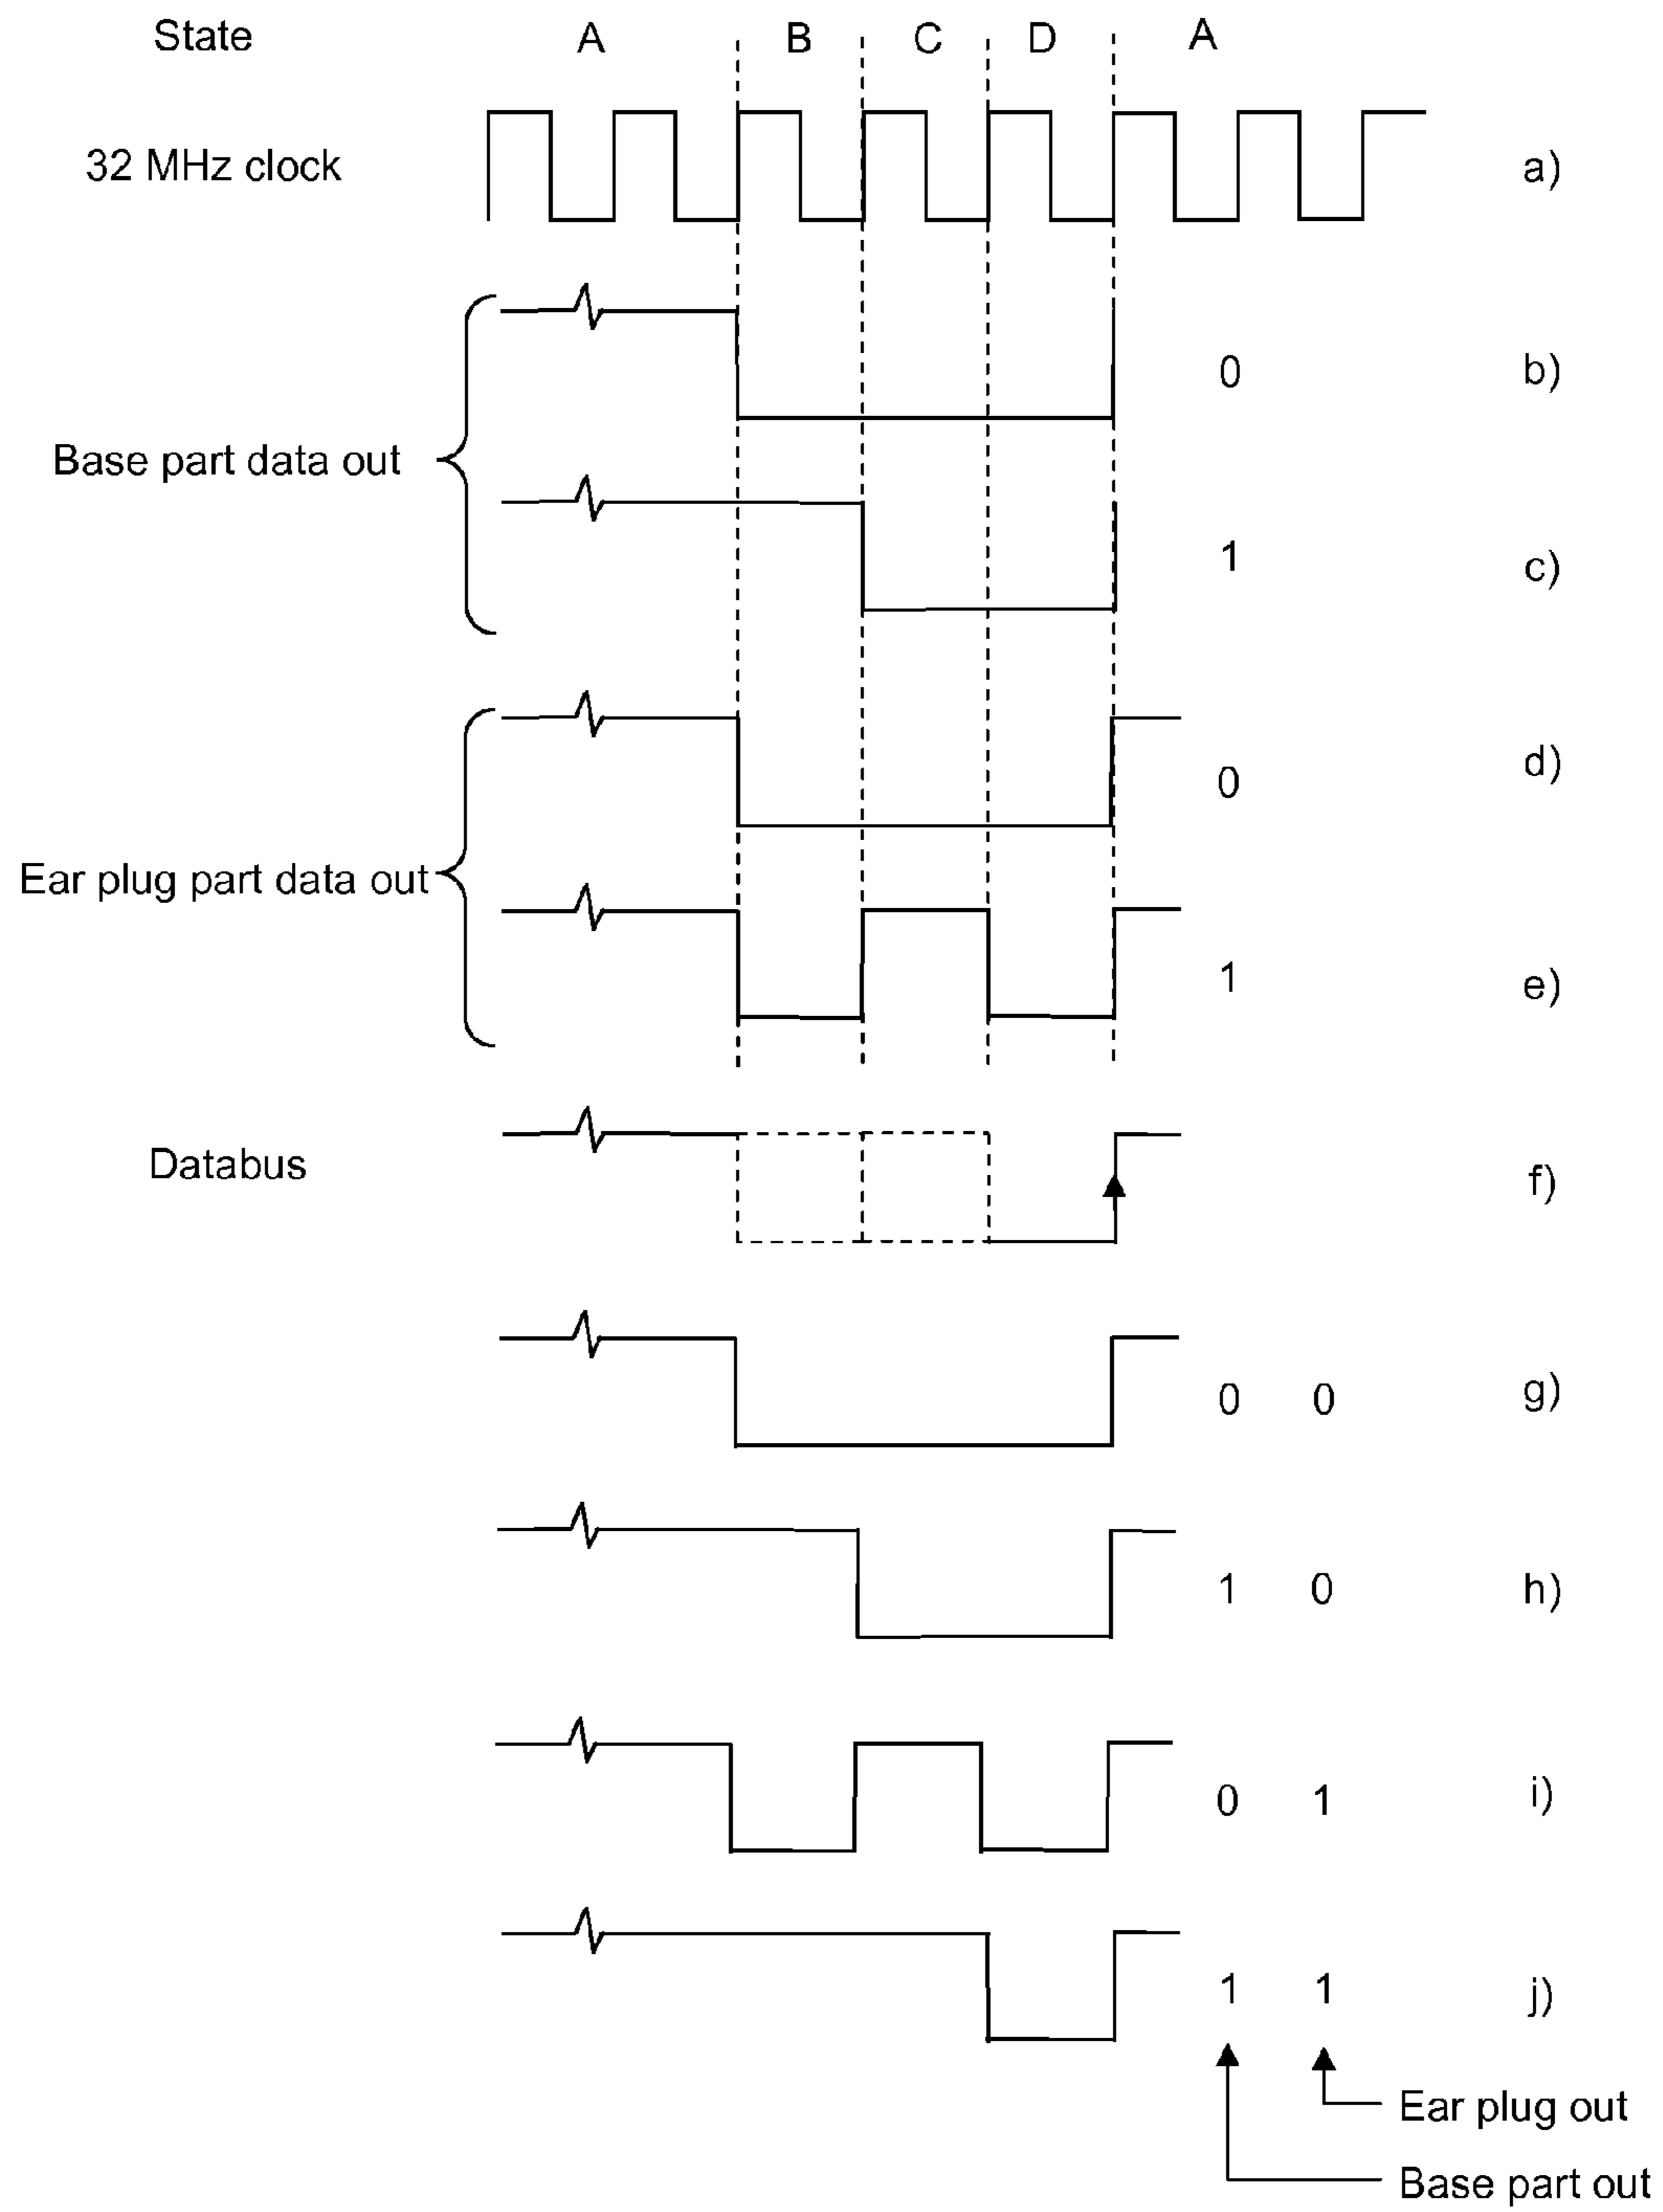 State A B C D A
32 MHz clock a)
0 b)
Base part data out
1 c)
0 d)
Ear plug part data out
1 e)
Databus f)
0 0 g)
1 0 h)
0 1 i)
1 1 j)
Ear plug out
Base part out